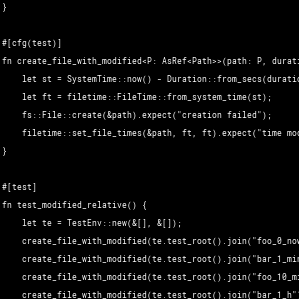 }
#[cfg(test)]
fn create_file_with_modified<P: AsRef<Path>>(path: P, durati
let st = SystemTime::now() - Duration::from_secs(duratio
let ft = filetime::FileTime::from_system_time(st);
fs::File::create(&path).expect("creation failed");
filetime::set_file_times(&path, ft, ft).expect("time mod
}
#[test]
fn test_modified_relative() {
let te = TestEnv::new(&[], &[]);
create_file_with_modified(te.test_root().join("foo_0_now
create_file_with_modified(te.test_root().join("bar_1_min
create_file_with_modified(te.test_root().join("foo_10_mi
create_file_with_modified(te.test_root().join("bar_1_h"